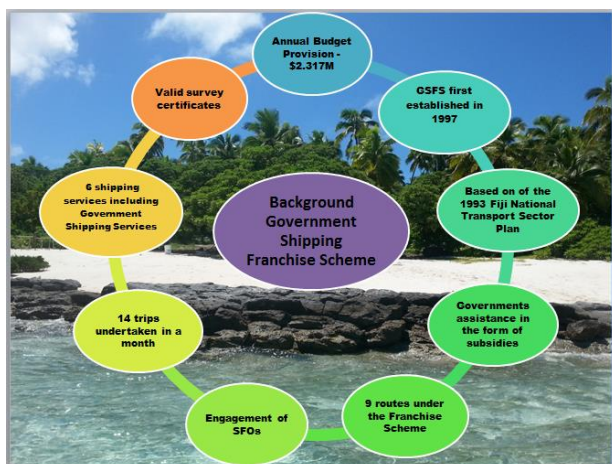 Annual Budget
Provision -
$2.317M
GSFS first
established in
1997
Based on of the
1993 Fiji National
Transport Sector
Plan
Governments
assistance in
the form of
subsidies
9 routes under
the Franchise
Scheme
Engagement of
SFOs
14 trips
undertaken in a
month
6 shipping
services including
Government
Shipping Services
Valid survey
certificates
Background
Government
Shipping
Franchise Scheme